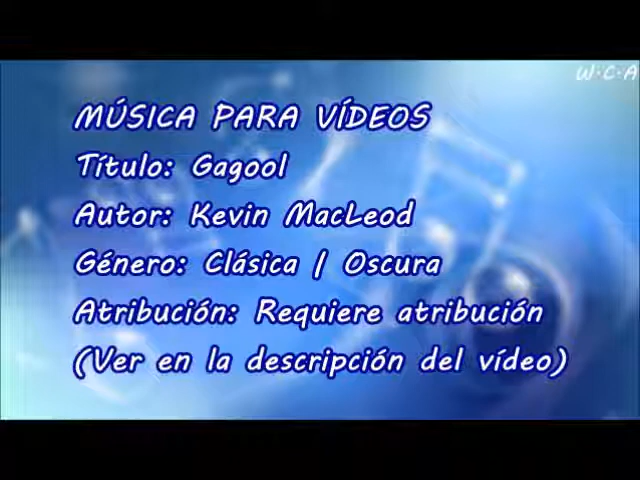 W.C.A
MÚSICA PARA VÍDEOS
Título: Gagool
Autor: Kevin MacLeod
Género: Clásica / Oscura
Atribución: Requiere atribución
(Ver en la descripción del vídeo)